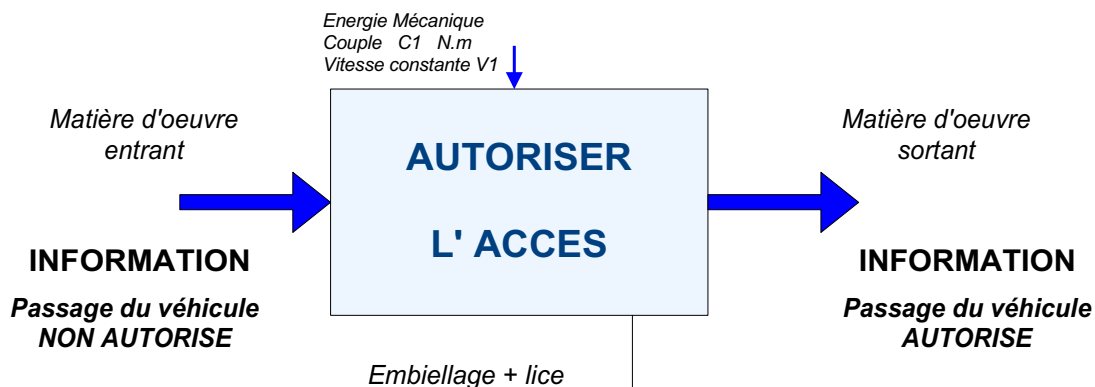 Energie Mécanique
Couple C1 N.m
Vitesse constante V1
Matière d'oeuvre
entrant
AUTORISER
L' ACCES
Matière d'oeuvre
sortant
INFORMATION
Passage du véhicule
NON AUTORISE
INFORMATION
Passage du véhicule
AUTORISE
Embiellage + lice